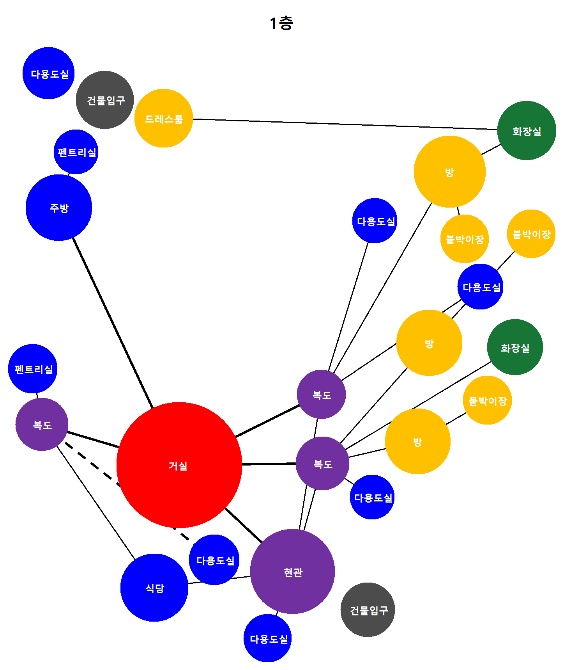 1층
다용도실
건물입구
드레스룸
화장실
펜트리실
방
주방
다용도실
붙박이장
붙박이장
다용도실
방
화장실
펜트리실
복도
붙박이장
복도
방
거실
복도
다용도실
다용도실
현관
식당
건물입구
다용도실